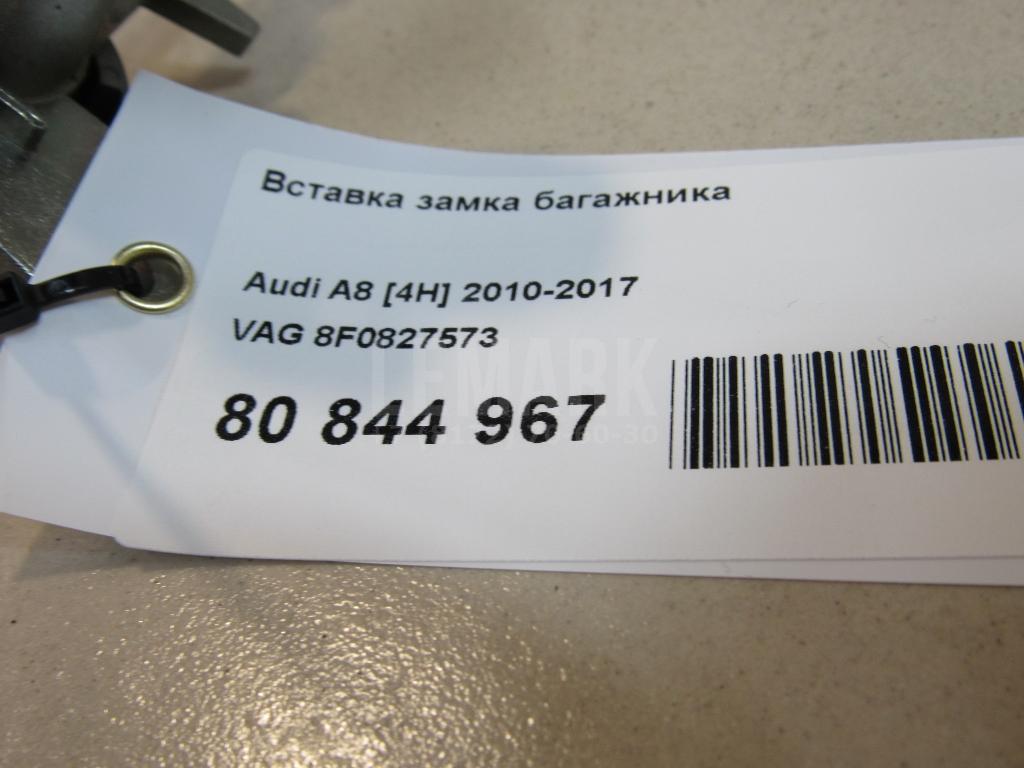 Вставка замка багажника
Audi A8 [4H] 2010-2017
VAG 8F0827573
LEMARK
80 844 967